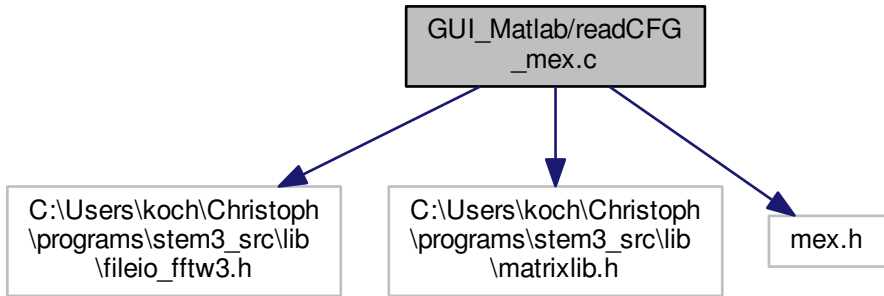 GUI_Matlab/readCFG
_mex.c
C:\Users\koch\Christoph
\programs\stem3_src\lib
\fileio_fftw3.h
C:\Users\koch\Christoph
\programs\stem3_src\lib
\matrixlib.h
mex.h